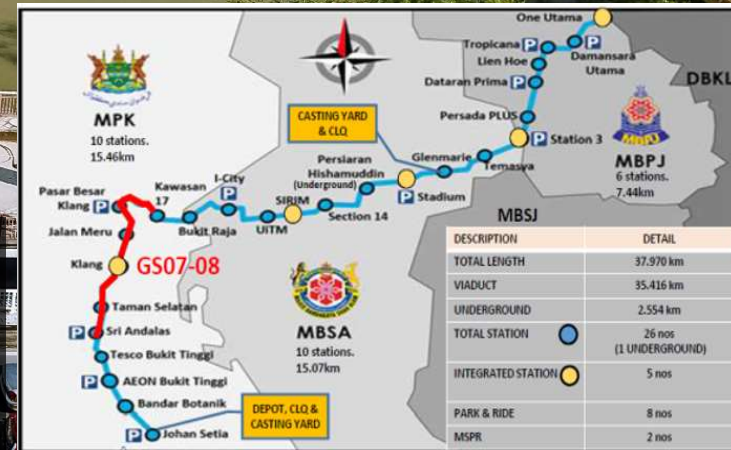 One Utama
Tropicana P
P Damansara
Utama
Lien Hoe
Dataran Prima P
DBKL
Persada PLUS
P Station 3
MBPJ
6 stations.
7.44km
CASTING YARD
& CLQ
MPK
10 stations.
15.46km
Glenmarie
Temasya
Persiaran
Hishamuddin
(Underground)
P Stadium
I-City
P
SIRIM
Section 14
Pasar Besar
Klang P
Kawasan
17
Bukit Raja
UiTM
Jalan Meru
Klang
GS07-08
Taman Selatan
P Sri Andalas
Tesco Bukit Tinggi
P AEON Bukit Tinggi
Bandar Botanik
P Johan Setia
DEPOT, CLQ &
CASTING YARD
MBSA
10 stations.
15.07km
MBSJ
DESCRIPTION DETAIL
TOTAL LENGTH 37.970 km
VIADUCT 35.416 km
UNDERGROUND 2.554 km
TOTAL STATION 26 nos
(1 UNDERGROUND)
INTEGRATED STATION 5 nos
PARK & RIDE 8 nos
MSPR 2 nos